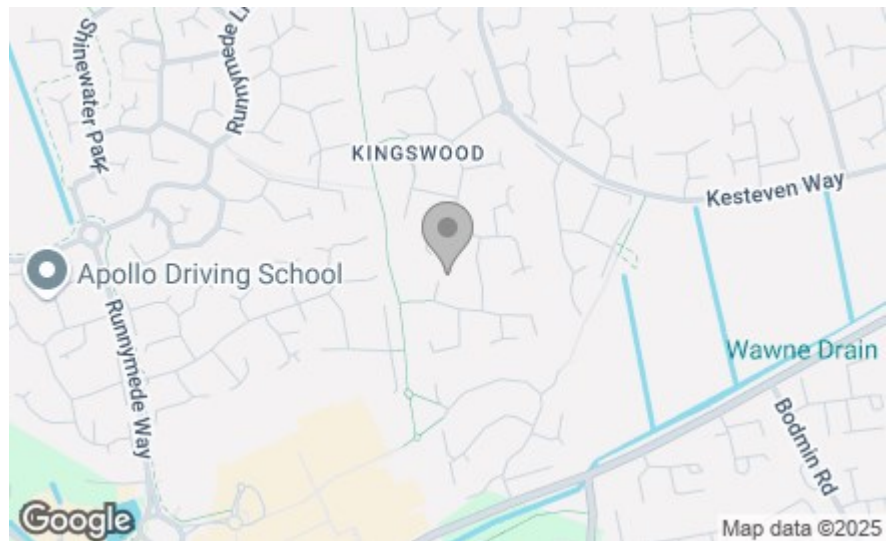 Shinewater Park
Runnymede
KINGSWOOD
Kesteven Way
Apollo Driving School
Runnymede Way
Wawne Drain
Bodmin Rd
Google
Map data ©2025